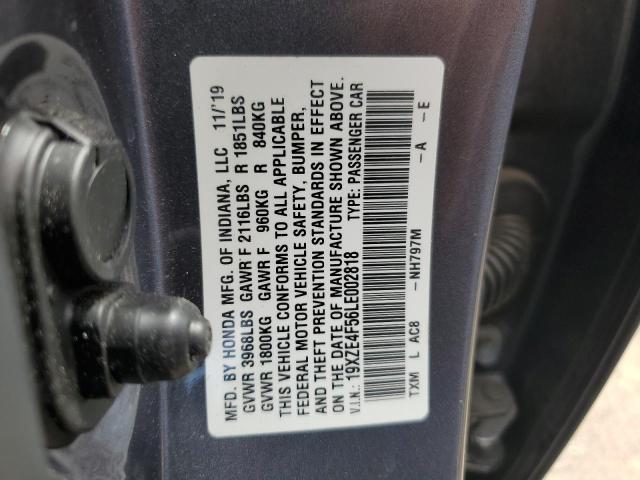 MFD. BY HONDA MFG. OF INDIANA, LLC 11/'19
GVWR 3968LBS GAWR F 2116LBS R 1851LBS
GVWR 1800KG GAWR F 960KG R 840KG
THIS VEHICLE CONFORMS TO ALL APPLICABLE
FEDERAL MOTOR VEHICLE SAFETY, BUMPER,
AND THEFT PREVENTION STANDARDS IN EFFECT
ON THE DATE OF MANUFACTURE SHOWN ABOVE.
V.I.N.: 19XZE4F56LE002818 TYPE: PASSENGER CAR
TXM L AC8 -NH797M -A -E